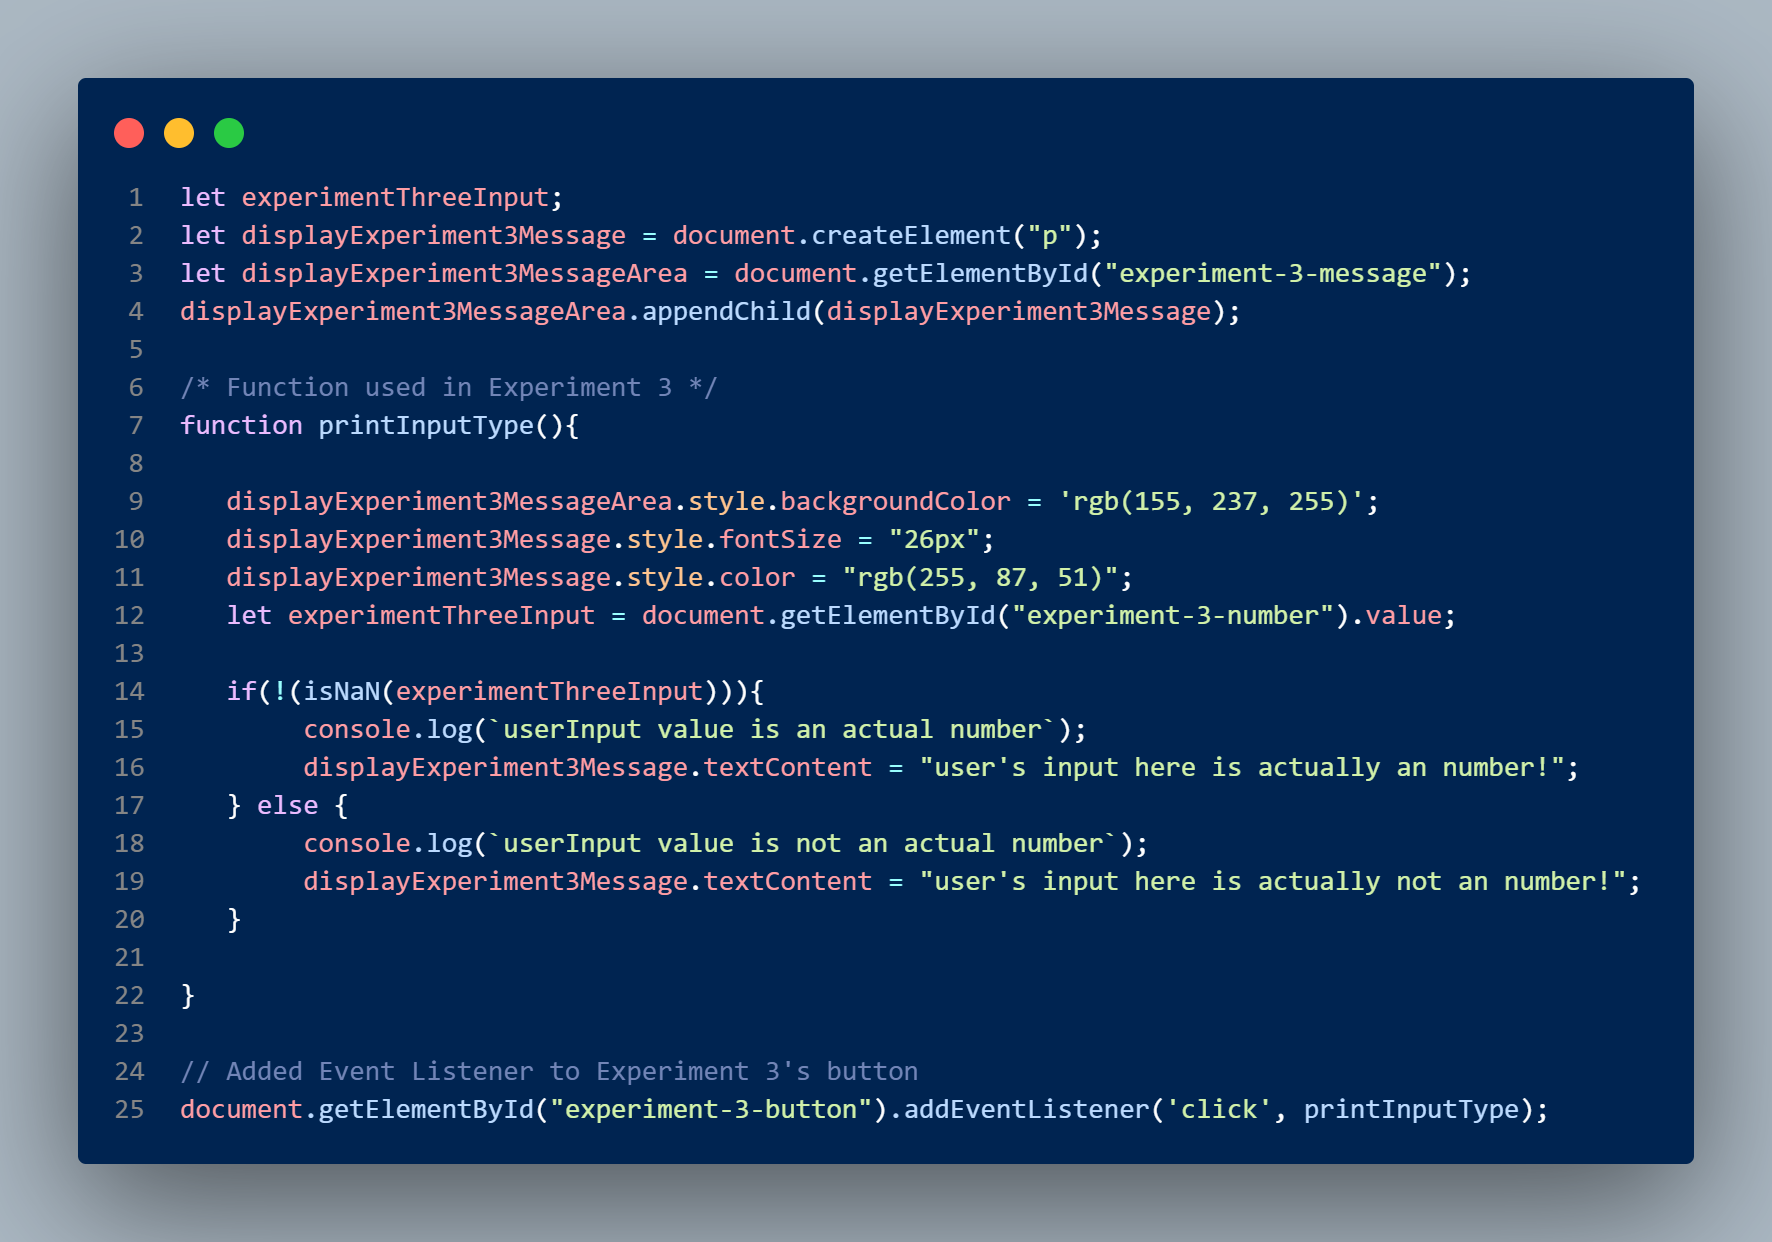 1 let experimentThreeInput;
2 let displayExperiment3Message = document.createElement("p");
3 let displayExperiment3MessageArea = document.getElementById("experiment-3-message");
4 displayExperiment3MessageArea.appendChild(displayExperiment3Message);
5
6 /* Function used in Experiment 3 */
7 function printInputType(){
8
9    displayExperiment3MessageArea.style.backgroundColor = 'rgb(155, 237, 255)';
10    displayExperiment3Message.style.fontSize = "26px";
11    displayExperiment3Message.style.color = "rgb(255, 87, 51)";
12    let experimentThreeInput = document.getElementById("experiment-3-number").value;
13
14    if(!(isNaN(experimentThreeInput))){
15         console.log(`userInput value is an actual number`);
16         displayExperiment3Message.textContent = "user's input here is actually an number!";
17    } else {
18         console.log(`userInput value is not an actual number`);
19         displayExperiment3Message.textContent = "user's input here is actually not an number!";
20    }
21
22 }
23
24 // Added Event Listener to Experiment 3's button
25 document.getElementById("experiment-3-button").addEventListener('click', printInputType);